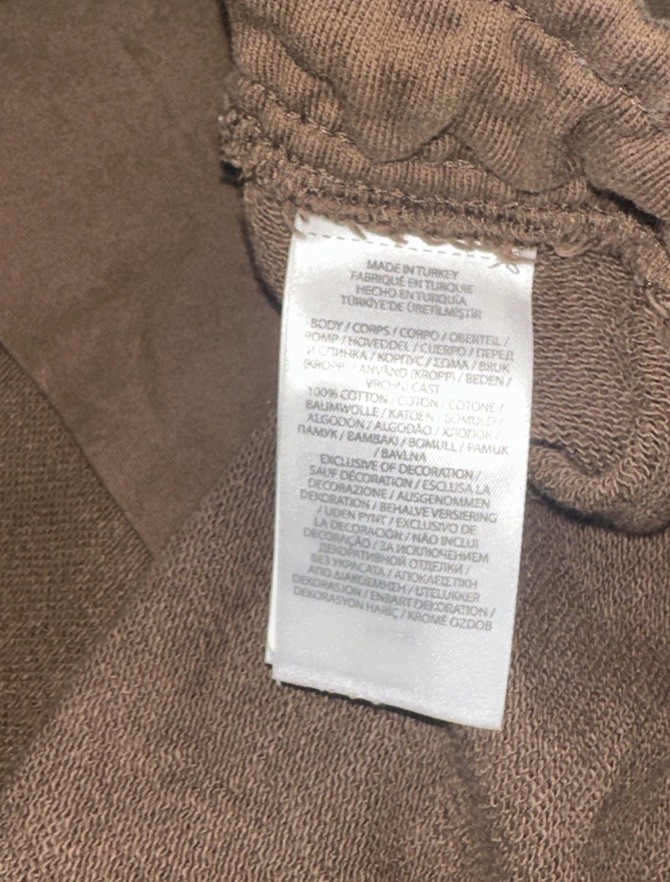 MADE IN TURKEY
FABRIQUÉ EN TURQUIE
HECHO EN TURQUÍA
TÜRKİYE'DE ÜRETİLMİŞTİR
BODY / CORPS / CORPO / OBERTEIL /
ROMP / HOVEDDEL / CUERPO / ПЕРЕД
И СПИНКА / КОРПУС / ΣΩΜΑ / BRUK
(KROPP) / ANVÄND (KROPP) / BEDEN /
VRCHNÍ ČÁST
100% COTTON / COTON / COTONE /
BAUMWOLLE / KATOEN / BOMULD /
ALGODÓN / ALGODÃO / ХЛОПОК /
ПАМУК / ΒΑΜΒΑΚΙ / BOMULL / PAMUK
/ BAVLNA
EXCLUSIVE OF DECORATION /
SAUF DÉCORATION / ESCLUSA LA
DECORAZIONE / AUSGENOMMEN
DEKORATION / BEHALVE VERSIERING
/ UDEN PYNT / EXCLUSIVO DE
LA DECORACIÓN / NÃO INCLUI
DECORAÇÃO / ЗА ИСКЛЮЧЕНИЕМ
ДЕКОРАТИВНОЙ ОТДЕЛКИ /
БЕЗ УКРАСАТА / ΑΠΟΚΛΕΙΣΤΙΚΗ
ΑΠΟ ΔΙΑΚΟΣΜΗΣΗ / UTELUKKER
DEKORASJON / ENBART DEKORATION /
DEKORASYON HARİÇ / KROMĚ OZDOB